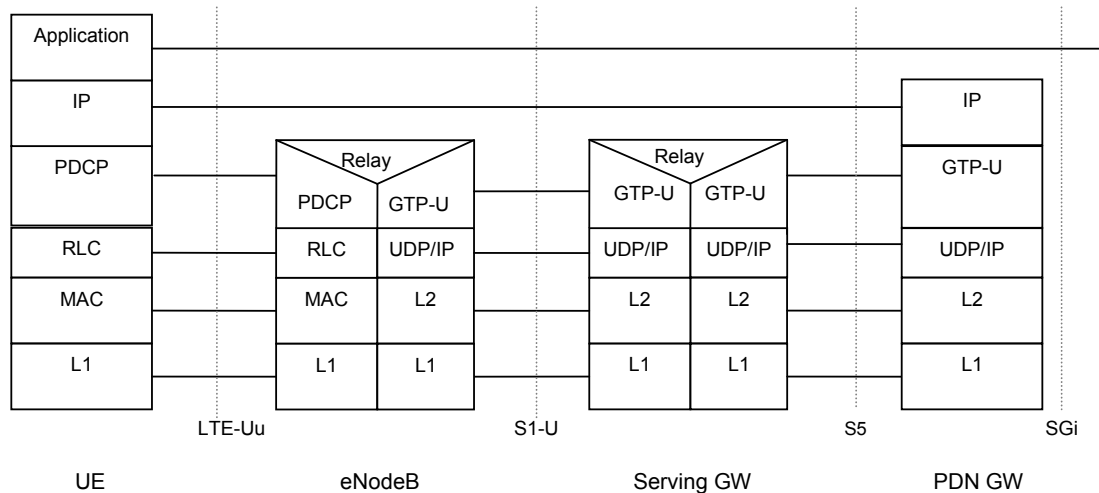 Application
IP
IP
Relay
Relay
PDCP
GTP-U
PDCP
GTP-U
GTP-U
GTP-U
RLC
RLC
UDP/IP
UDP/IP
UDP/IP
UDP/IP
MAC
MAC
L2
L2
L2
L2
L1
L1
L1
L1
L1
L1
LTE-Uu
S1-U
S5
SGi
UE
eNodeB
Serving GW
PDN GW